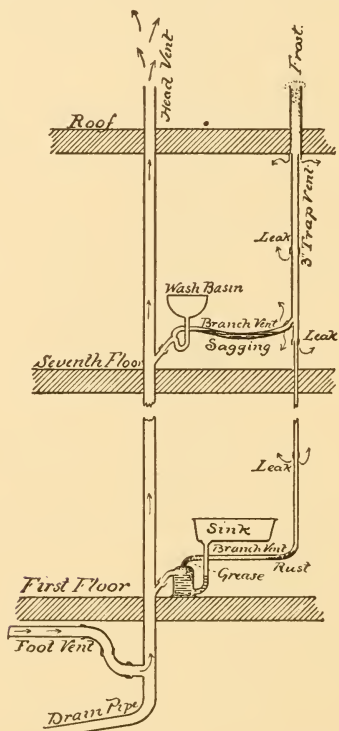 Head Vent
Frost.
Roof
3" Trap Vent.
Leak
Wash Basin
Branch Vent
Sagging
Leak
Seventh Floor
Leak
Sink
Branch Vent
Rust
Grease
First Floor
Foot Vent
Drain Pipe